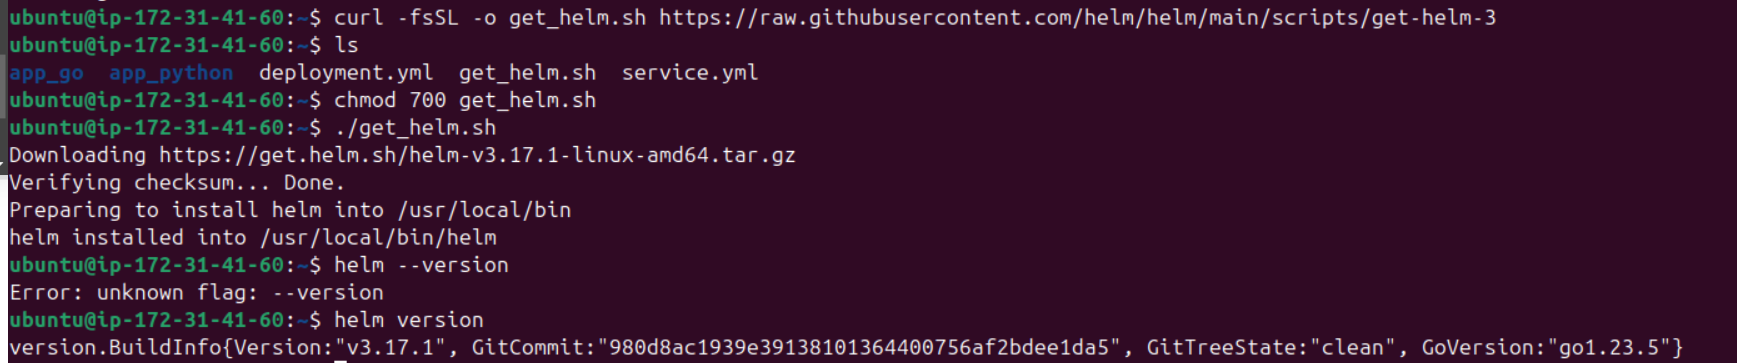 ubuntu@ip-172-31-41-60:~$ curl -fsSL -o get_helm.sh https://raw.githubusercontent.com/helm/helm/main/scripts/get-helm-3
ubuntu@ip-172-31-41-60:~$ ls
app_go  app_python  deployment.yml  get_helm.sh  service.yml
ubuntu@ip-172-31-41-60:~$ chmod 700 get_helm.sh
ubuntu@ip-172-31-41-60:~$ ./get_helm.sh
Downloading https://get.helm.sh/helm-v3.17.1-linux-amd64.tar.gz
Verifying checksum... Done.
Preparing to install helm into /usr/local/bin
helm installed into /usr/local/bin/helm
ubuntu@ip-172-31-41-60:~$ helm --version
Error: unknown flag: --version
ubuntu@ip-172-31-41-60:~$ helm version
version.BuildInfo{Version:"v3.17.1", GitCommit:"980d8ac1939e39138101364400756af2bdee1da5", GitTreeState:"clean", GoVersion:"go1.23.5"}